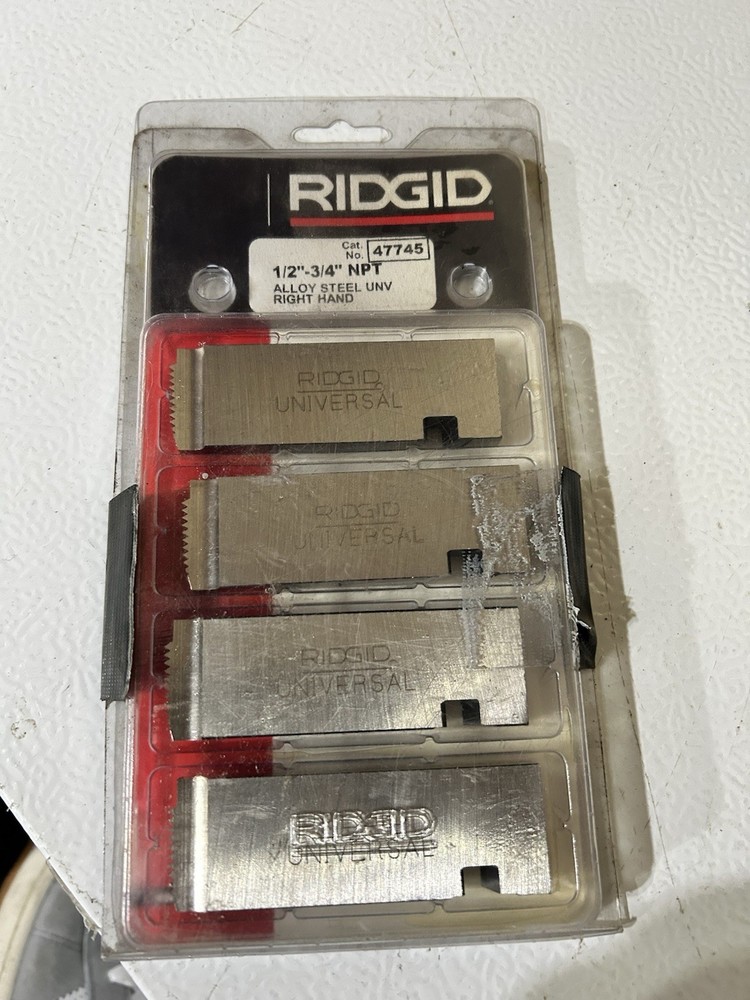 RIDGID
Cat.
No. 47745
1/2"-3/4" NPT
ALLOY STEEL UNV
RIGHT HAND
RIDGID
UNIVERSAL
RIDGID
UNIVERSAL
RIDGID
UNIVERSAL
RIDGID
UNIVERSAL